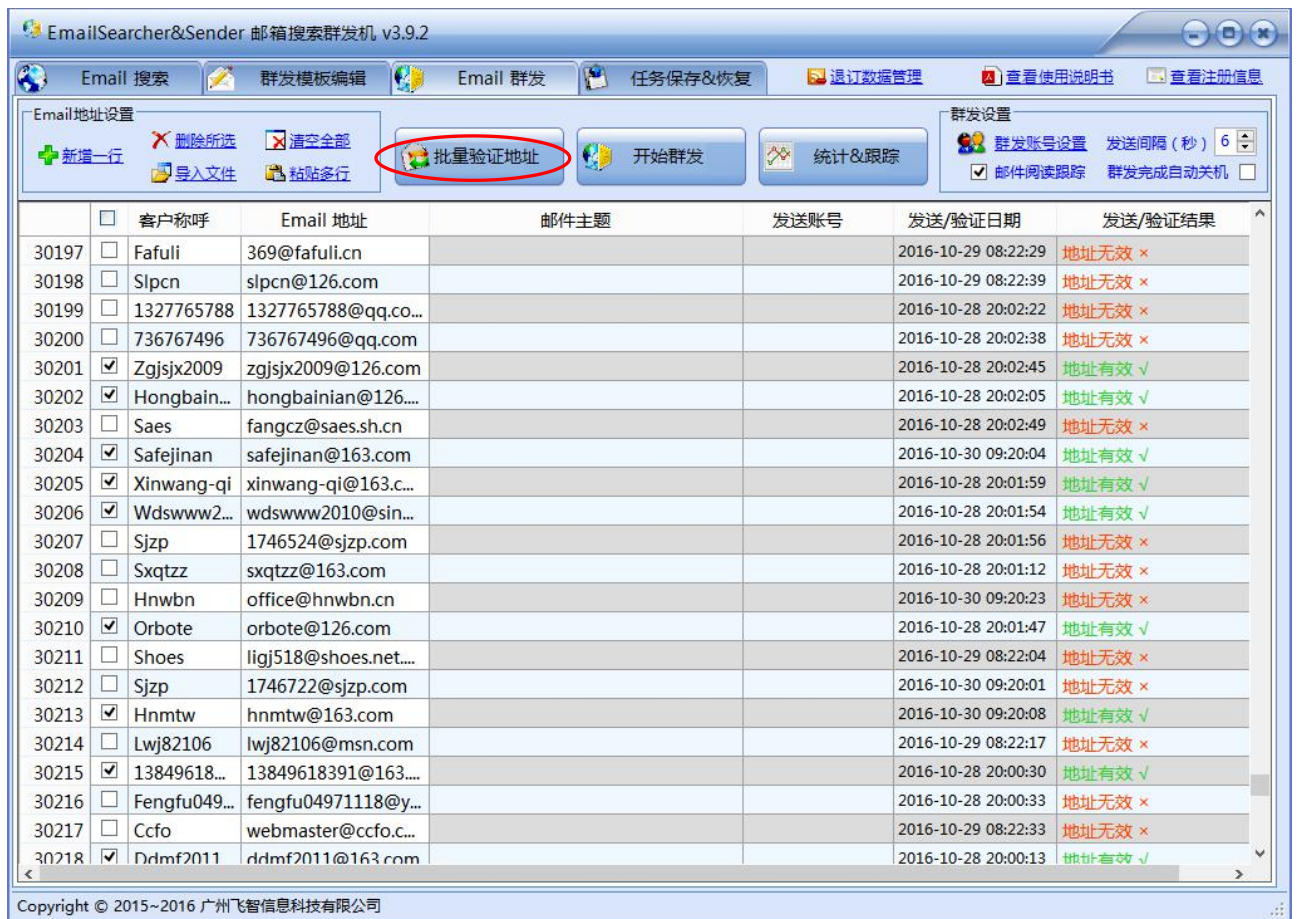 EmailSearcher&Sender 邮箱搜索群发机 v3.9.2
Email 搜索 群发模板编辑 Email 群发 任务保存&恢复 退订数据管理 查看使用说明书 查看注册信息
Email地址设置 群发设置
新增一行 删除所选 清空全部 批量验证地址 开始群发 统计&跟踪 群发账号设置 发送间隔(秒) 6
导入文件 粘贴多行 邮件阅读跟踪 群发完成自动关机
客户称呼 Email 地址 邮件主题 发送账号 发送/验证日期 发送/验证结果
30197 Fafuli 369@fafuli.cn 2016-10-29 08:22:29 地址无效 ×
30198 Slpcn slpcn@126.com 2016-10-29 08:22:39 地址无效 ×
30199 1327765788 1327765788@qq.co... 2016-10-28 20:02:22 地址无效 ×
30200 736767496 736767496@qq.com 2016-10-28 20:02:38 地址无效 ×
30201 Zgjsjx2009 zgjsjx2009@126.com 2016-10-28 20:02:45 地址有效 √
30202 Hongbain... hongbainian@126.... 2016-10-28 20:02:05 地址有效 √
30203 Saes fangcz@saes.sh.cn 2016-10-28 20:02:49 地址无效 ×
30204 Safejinan safejinan@163.com 2016-10-30 09:20:04 地址有效 √
30205 Xinwang-qi xinwang-qi@163.c... 2016-10-28 20:01:59 地址有效 √
30206 Wdswww2... wdswww2010@sin... 2016-10-28 20:01:54 地址有效 √
30207 Sjzp 1746524@sjzp.com 2016-10-28 20:01:56 地址无效 ×
30208 Sxqtzz sxqtzz@163.com 2016-10-28 20:01:12 地址无效 ×
30209 Hnwbn office@hnwbn.cn 2016-10-30 09:20:23 地址无效 ×
30210 Orbote orbote@126.com 2016-10-28 20:01:47 地址有效 √
30211 Shoes ligj518@shoes.net.... 2016-10-29 08:22:04 地址无效 ×
30212 Sjzp 1746722@sjzp.com 2016-10-30 09:20:01 地址无效 ×
30213 Hnmtw hnmtw@163.com 2016-10-30 09:20:08 地址有效 √
30214 Lwj82106 lwj82106@msn.com 2016-10-29 08:22:17 地址无效 ×
30215 13849618... 13849618391@163.... 2016-10-28 20:00:30 地址有效 √
30216 Fengfu049... fengfu04971118@y... 2016-10-28 20:00:33 地址无效 ×
30217 Ccfo webmaster@ccfo.c... 2016-10-29 08:22:33 地址无效 ×
30218 Ddmf2011 ddmf2011@163.com 2016-10-28 20:00:13 地址有效 √
Copyright © 2015~2016 广州飞智信息科技有限公司